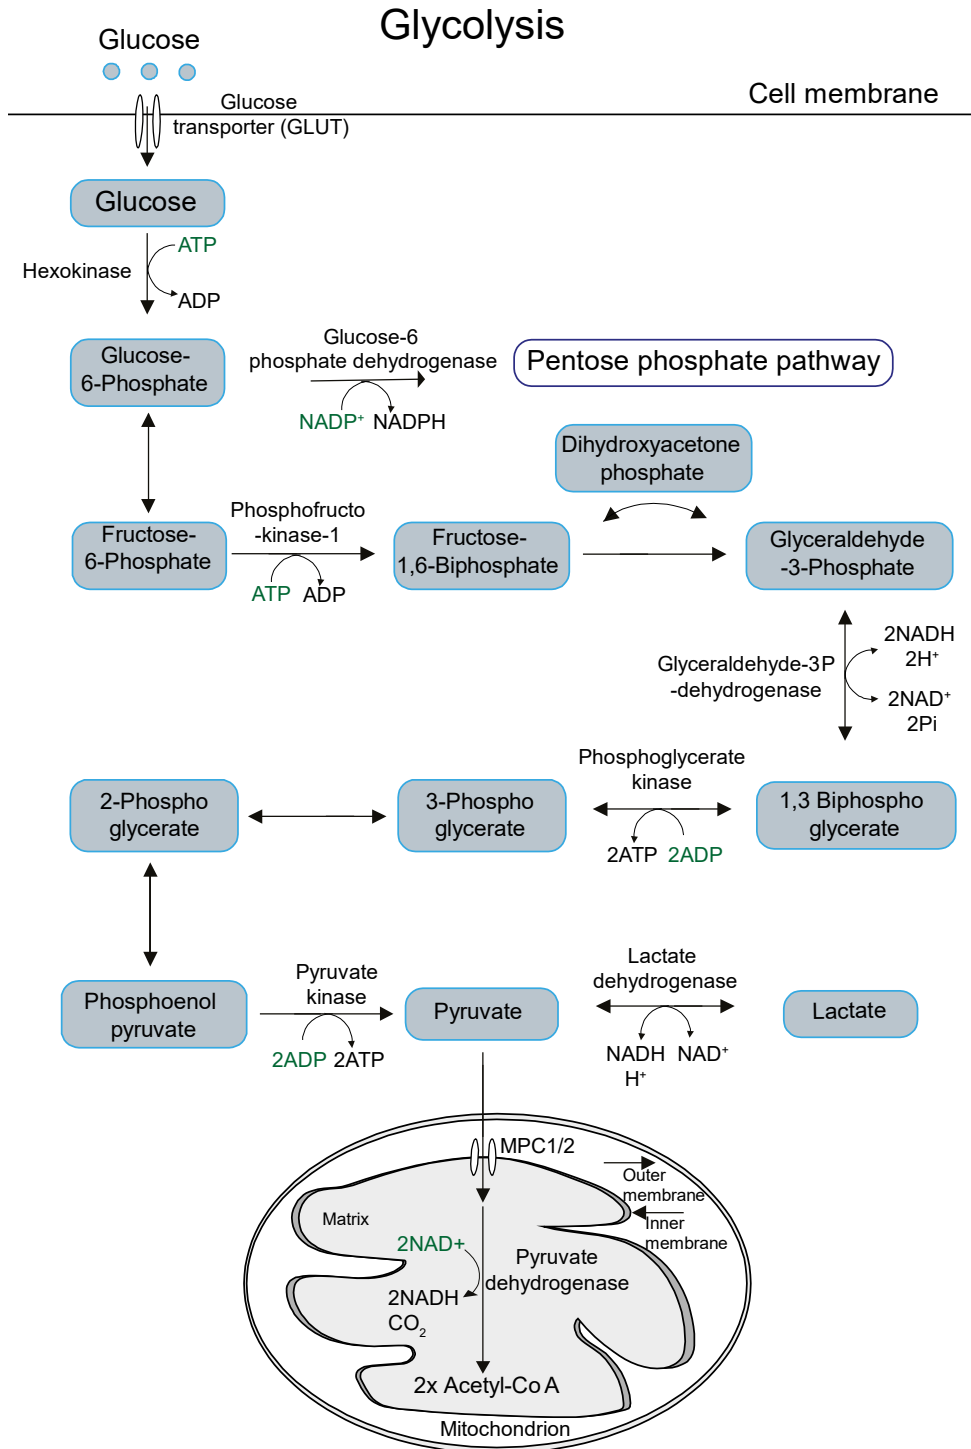 Glycolysis
Glucose
Cell membrane
Glucose
transporter (GLUT)
Glucose
ATP
Hexokinase
ADP
Glucose-
6-Phosphate
Glucose-6
phosphate dehydrogenase
NADP⁺ NADPH
Pentose phosphate pathway
Dihydroxyacetone
phosphate
Fructose-
6-Phosphate
Phosphofructo
-kinase-1
ATP ADP
Fructose-
1,6-Biphosphate
Glyceraldehyde
-3-Phosphate
Glyceraldehyde-3P
-dehydrogenase
2NADH
2H⁺
2NAD⁺
2Pi
2-Phospho
glycerate
3-Phospho
glycerate
Phosphoglycerate
kinase
2ATP 2ADP
1,3 Biphospho
glycerate
Phosphoenol
pyruvate
Pyruvate
kinase
2ADP 2ATP
Pyruvate
Lactate
dehydrogenase
NADH NAD⁺
H⁺
Lactate
MPC1/2
Outer
membrane
Inner
membrane
Matrix
2NAD+
Pyruvate
dehydrogenase
2NADH
CO₂
2x Acetyl-Co A
Mitochondrion